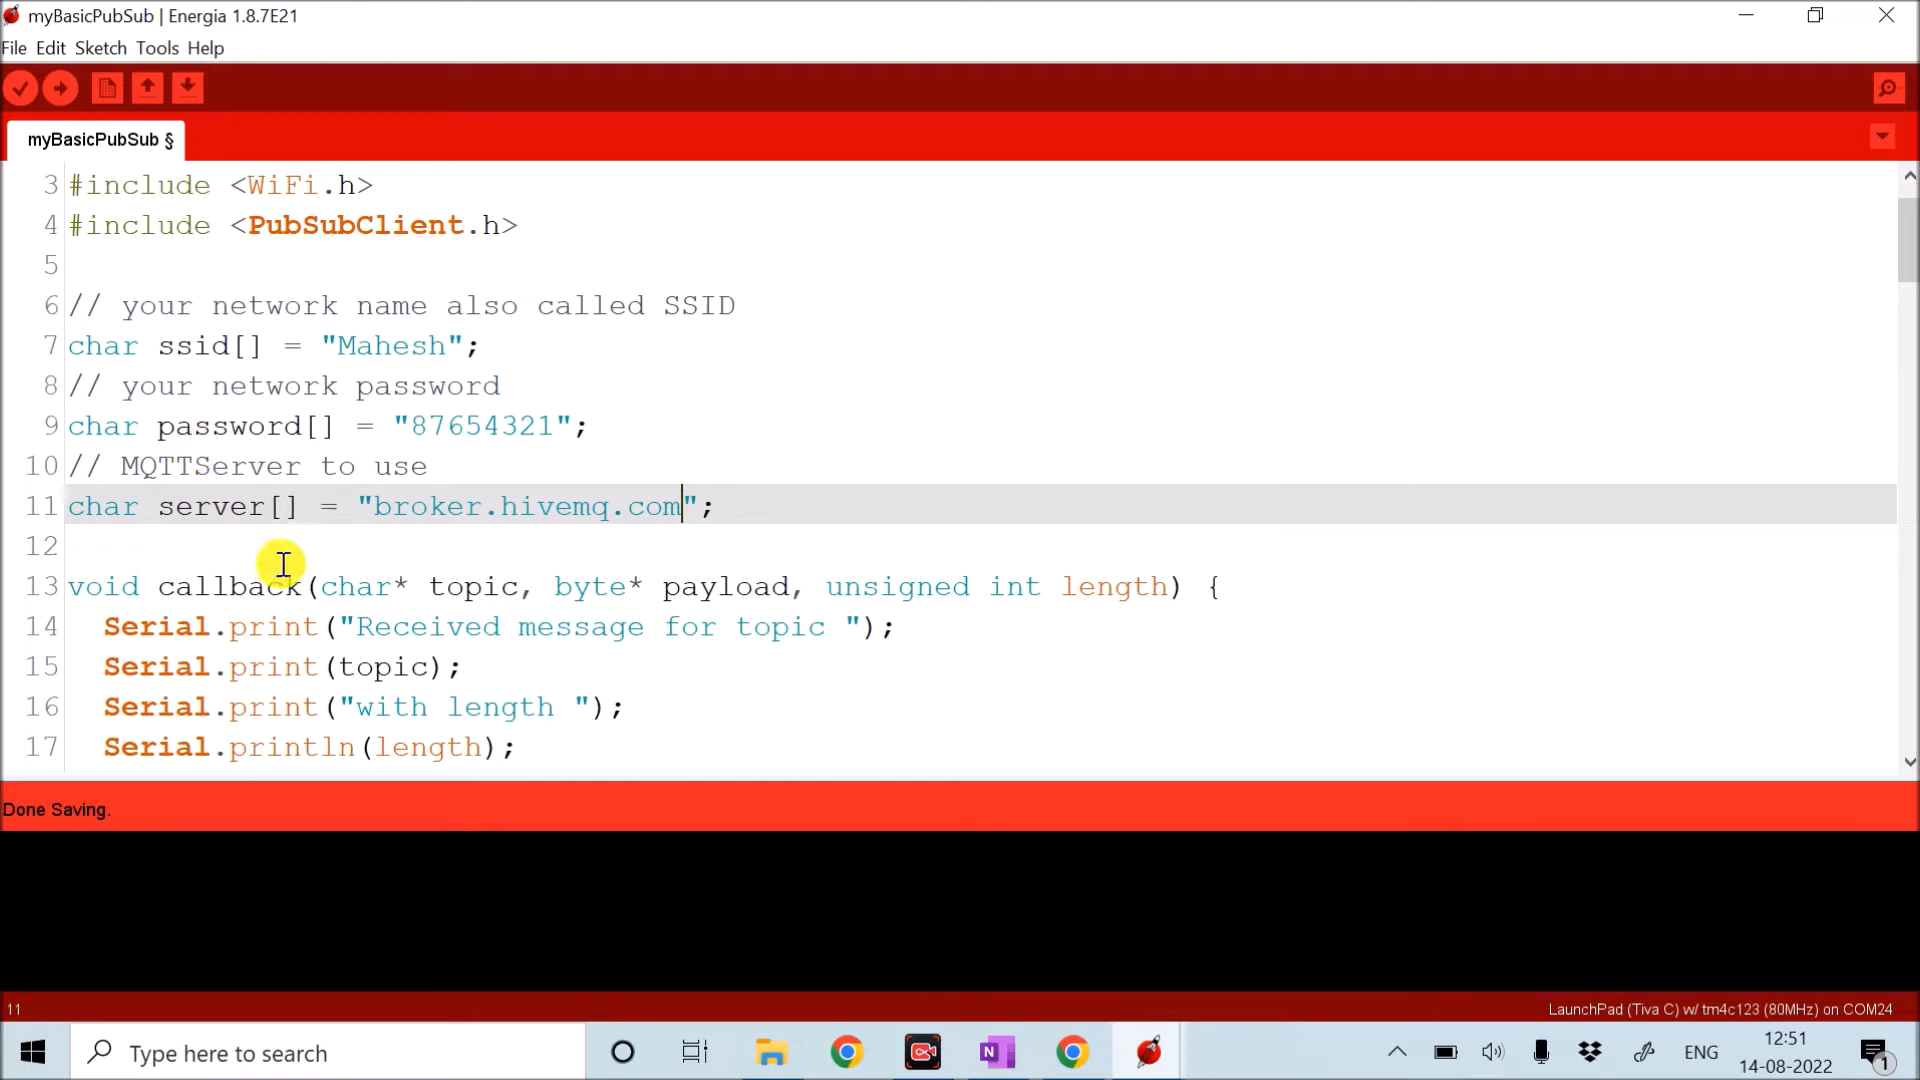 myBasicPubSub | Energia 1.8.7E21
File Edit Sketch Tools Help
myBasicPubSub §
3 #include <WiFi.h>
4 #include <PubSubClient.h>
5
6 // your network name also called SSID
7 char ssid[] = "Mahesh";
8 // your network password
9 char password[] = "87654321";
10 // MQTTServer to use
11 char server[] = "broker.hivemq.com";
12
13 void callback(char* topic, byte* payload, unsigned int length) {
14 Serial.print("Received message for topic ");
15 Serial.print(topic);
16 Serial.print("with length ");
17 Serial.println(length);
Done Saving.
11 LaunchPad (Tiva C) w/ tm4c123 (80MHz) on COM24
Type here to search
N
ENG
12:51
14-08-2022
1